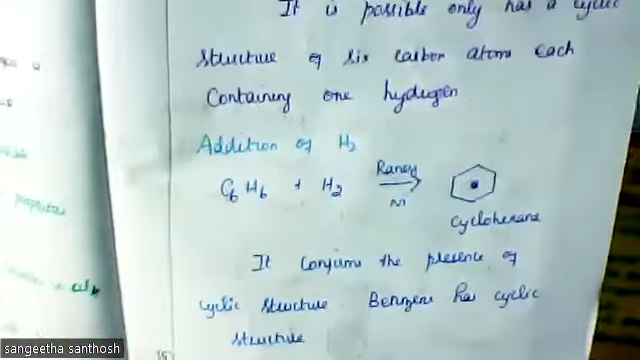 It is possible only has a cyclic
structure of six carbon atoms each
Containing one hydrogen
Addition of H2
C6H6 + H2 Raney Ni → 
cyclohexane
It confirms the presence of
cyclic structure Benzene has cyclic
structure
sangeetha santhosh